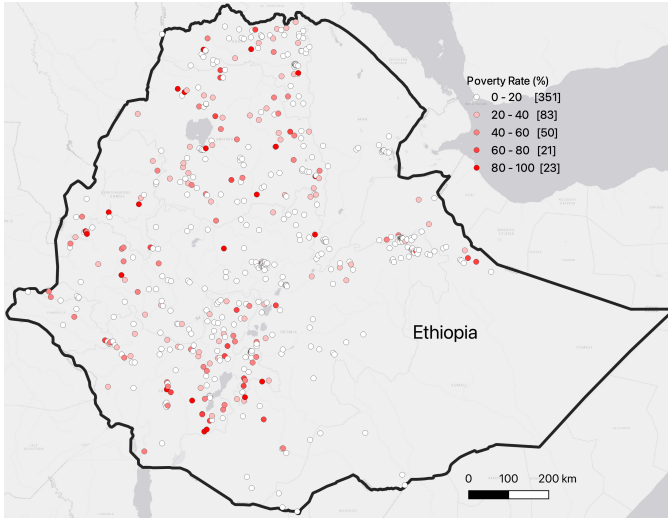 Poverty Rate (%)
0 - 20 [351]
20 - 40 [83]
40 - 60 [50]
60 - 80 [21]
80 - 100 [23]
Ethiopia
0 100 200 km